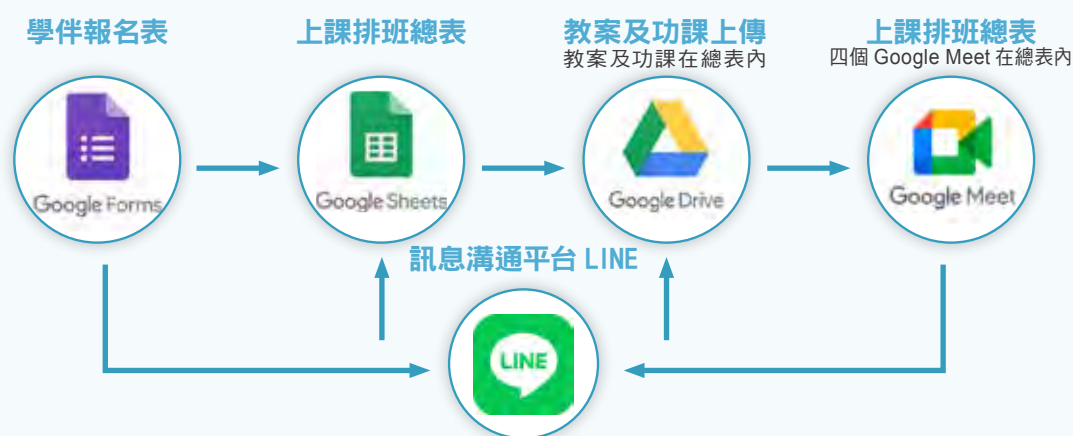 學伴報名表
上課排班總表
教案及功課上傳
教案及功課在總表內
上課排班總表
四個 Google Meet 在總表內
Google Forms
Google Sheets
Google Drive
Google Meet
訊息溝通平台 LINE
LINE